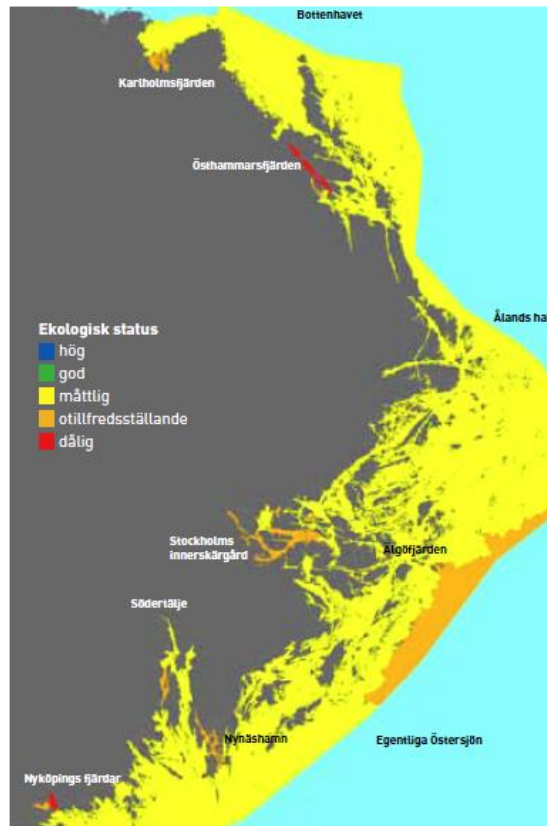 Bottenhavet
Karlholmsfjärden
Östhammarsfjärden
Ålands ha
Ekologisk status
hög
god
måttlig
otillfredsställande
dålig
Stockholms
innerskärgård
Älgöfjärden
Södertälje
Nynäshamn
Egentliga Östersjön
Nyköpings fjärdar